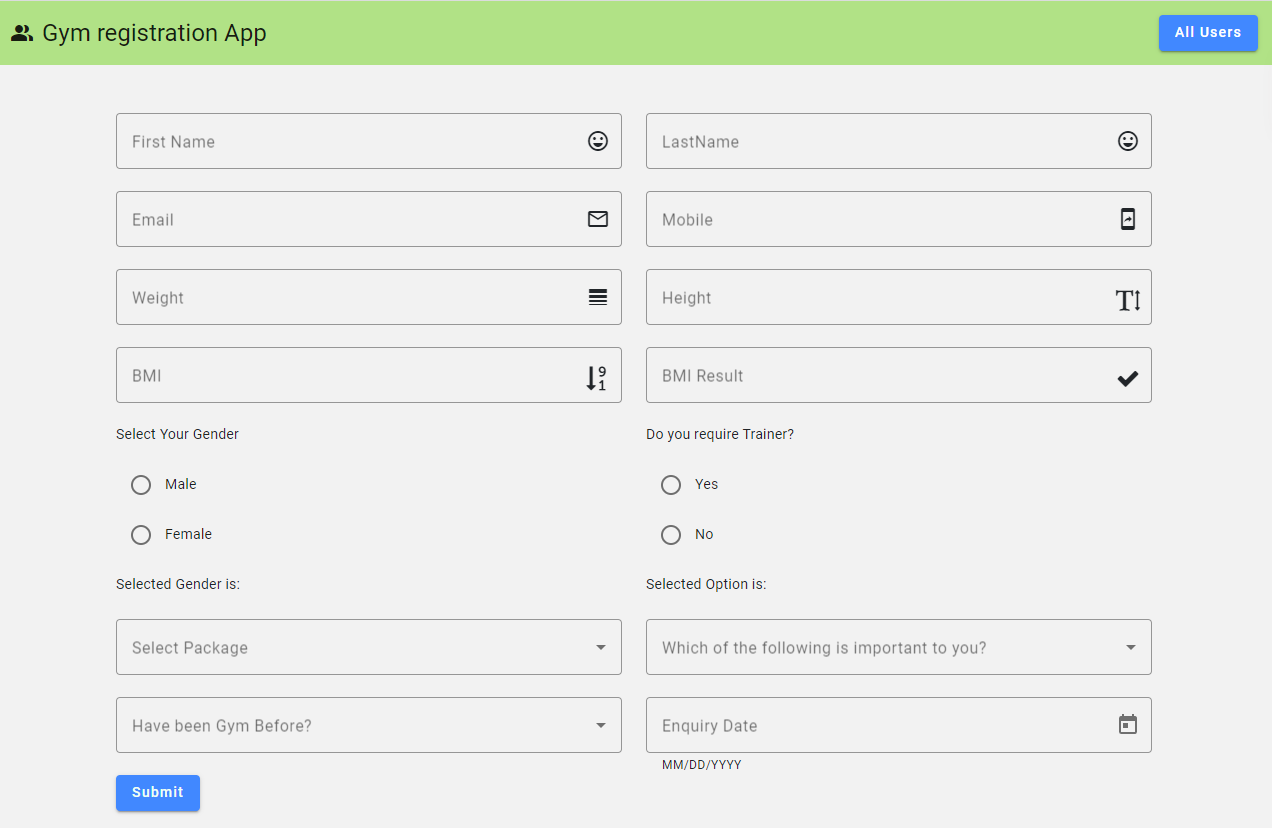 Gym registration App
All Users
First Name
LastName
Email
Mobile
Weight
Height
BMI
BMI Result
Select Your Gender
Do you require Trainer?
Male
Yes
Female
No
Selected Gender is:
Selected Option is:
Select Package
Which of the following is important to you?
Have been Gym Before?
Enquiry Date
MM/DD/YYYY
Submit